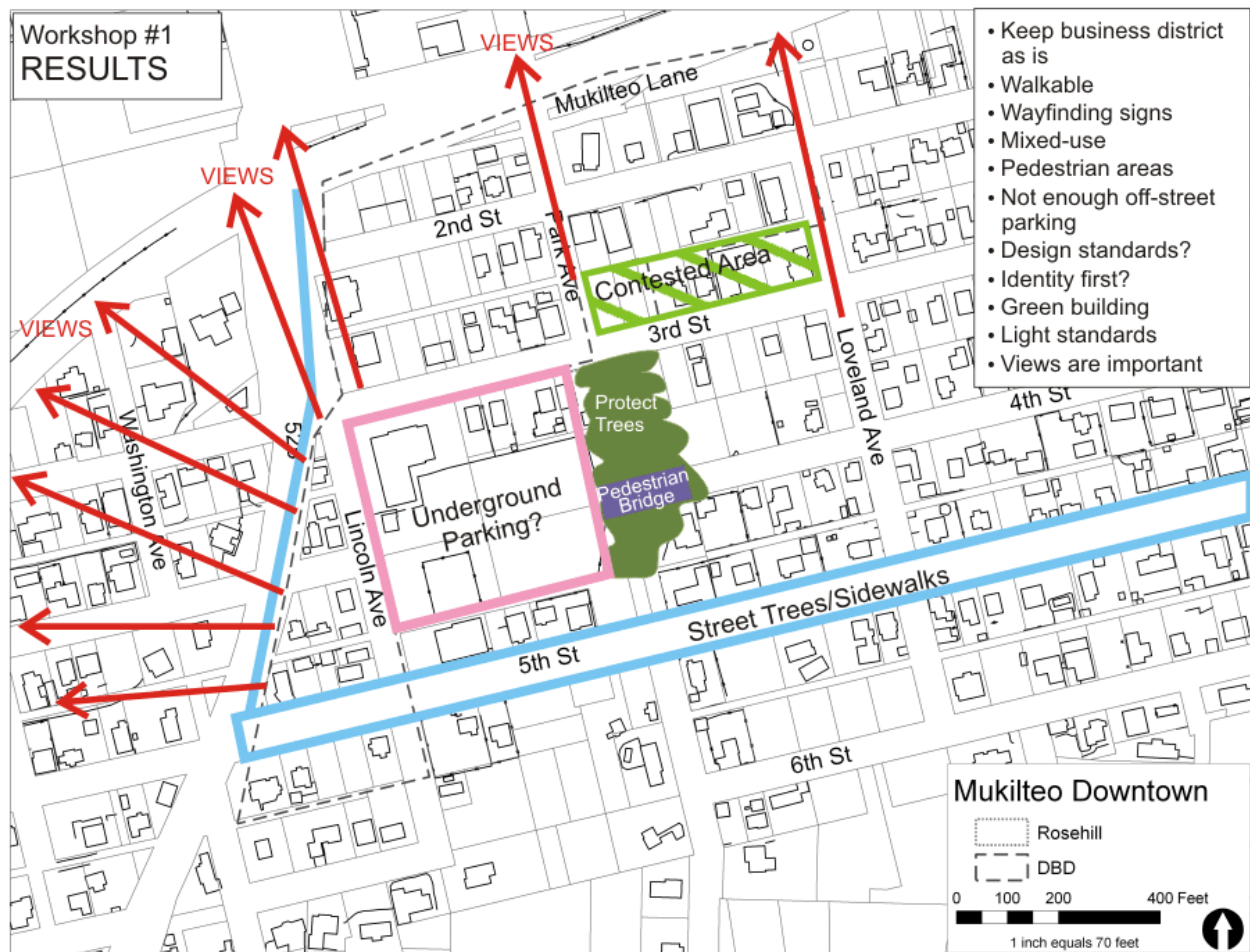 Workshop #1
RESULTS
• Keep business district
as is
• Walkable
• Wayfinding signs
• Mixed-use
• Pedestrian areas
• Not enough off-street
parking
• Design standards?
• Identity first?
• Green building
• Light standards
• Views are important
VIEWS
VIEWS
VIEWS
Mukilteo Lane
2nd St
Park Ave
Contested Area
3rd St
Loveland Ave
4th St
Protect
Trees
Pedestrian
Bridge
Washington Ave
525
Lincoln Ave
Underground
Parking?
Street Trees/Sidewalks
5th St
6th St
Mukilteo Downtown
Rosehill
DBD
0 100 200 400 Feet
1 inch equals 70 feet